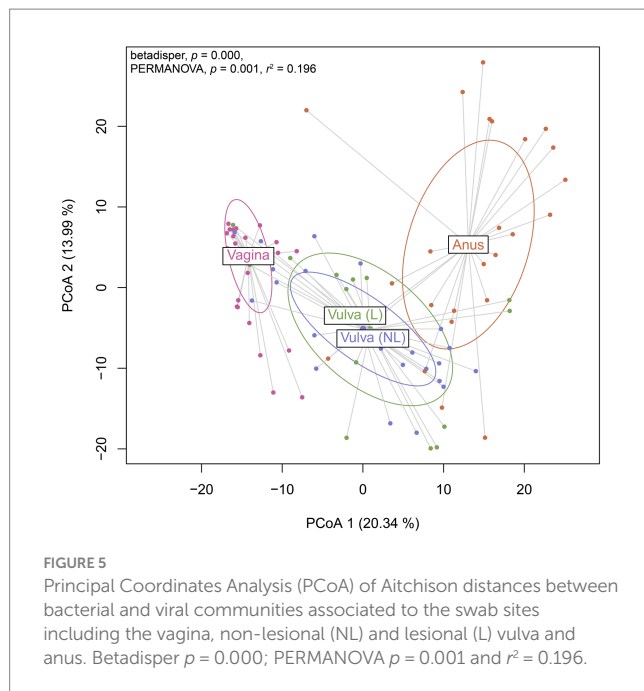 betadisper, p = 0.000,
PERMANOVA, p = 0.001, r² = 0.196
PCoA 2 (13.99 %)
20
10
0
−10
−20
Vagina
Anus
Vulva (L)
Vulva (NL)
−20 −10 0 10 20
PCoA 1 (20.34 %)
FIGURE 5
Principal Coordinates Analysis (PCoA) of Aitchison distances between
bacterial and viral communities associated to the swab sites
including the vagina, non-lesional (NL) and lesional (L) vulva and
anus. Betadisper p = 0.000; PERMANOVA p = 0.001 and r² = 0.196.